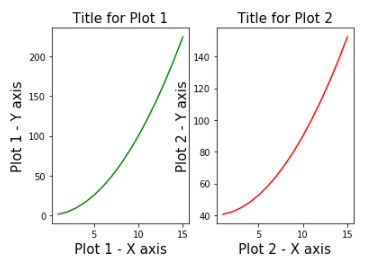 Title for Plot 1
Plot 1 - Y axis
200
150
100
50
0
5
10
15
Plot 1 - X axis
Title for Plot 2
Plot 2 - Y axis
140
120
100
80
60
40
5
10
15
Plot 2 - X axis